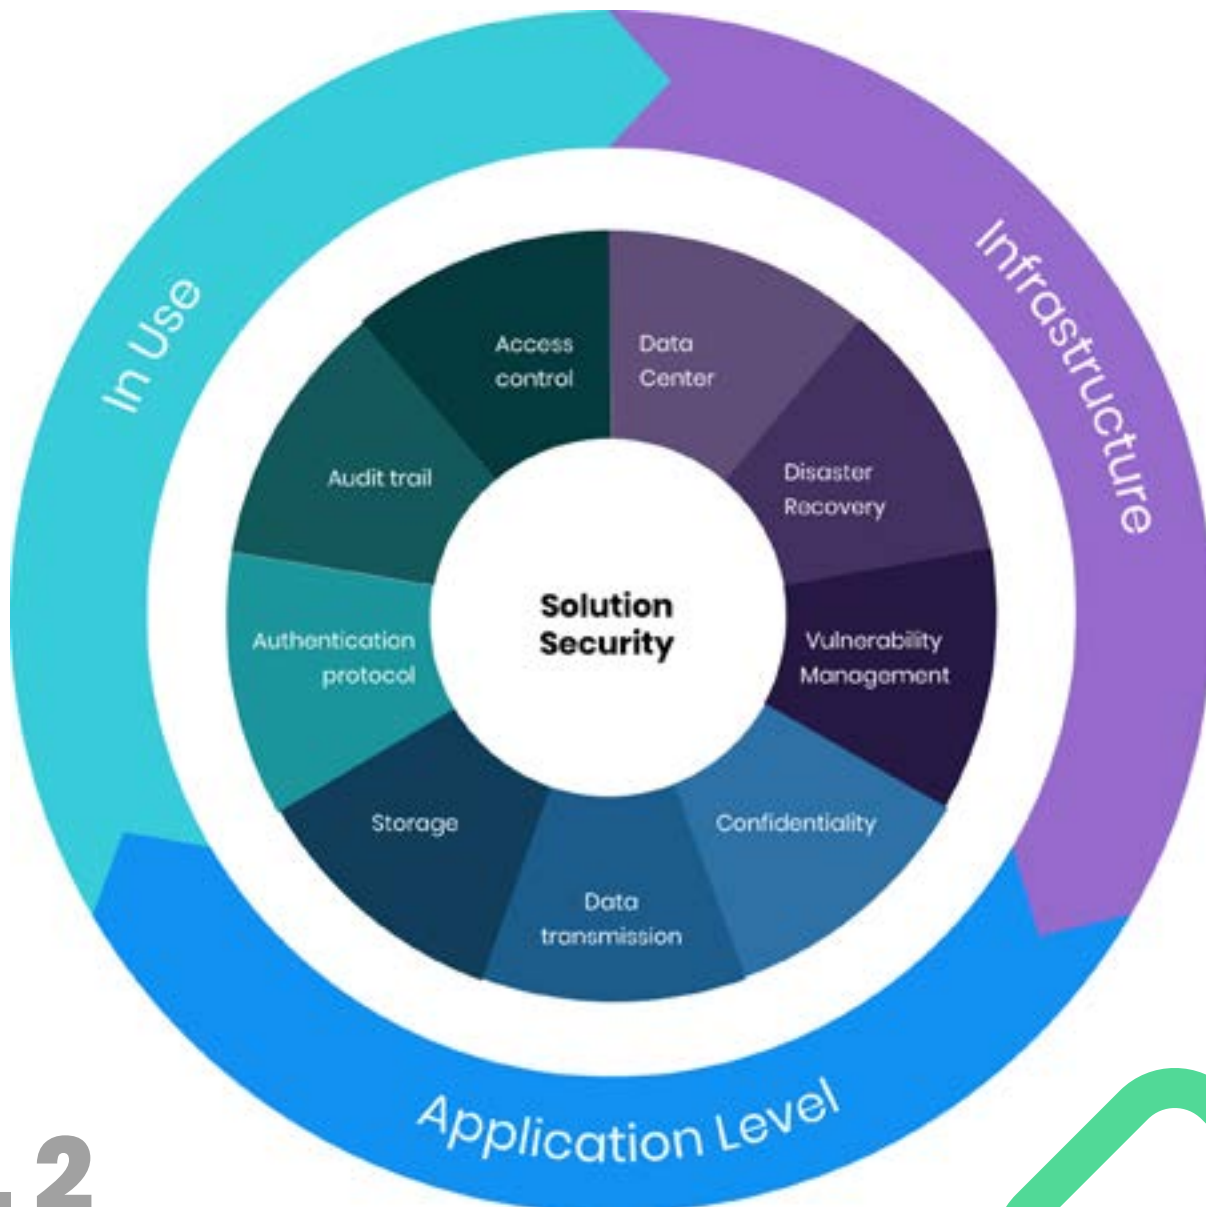 In Use
Infrastructure
Access
control
Data
Center
Audit trail
Disaster
Recovery
Solution
Security
Authentication
protocol
Vulnerability
Management
Storage
Confidentiality
Data
transmission
Application Level
. 2